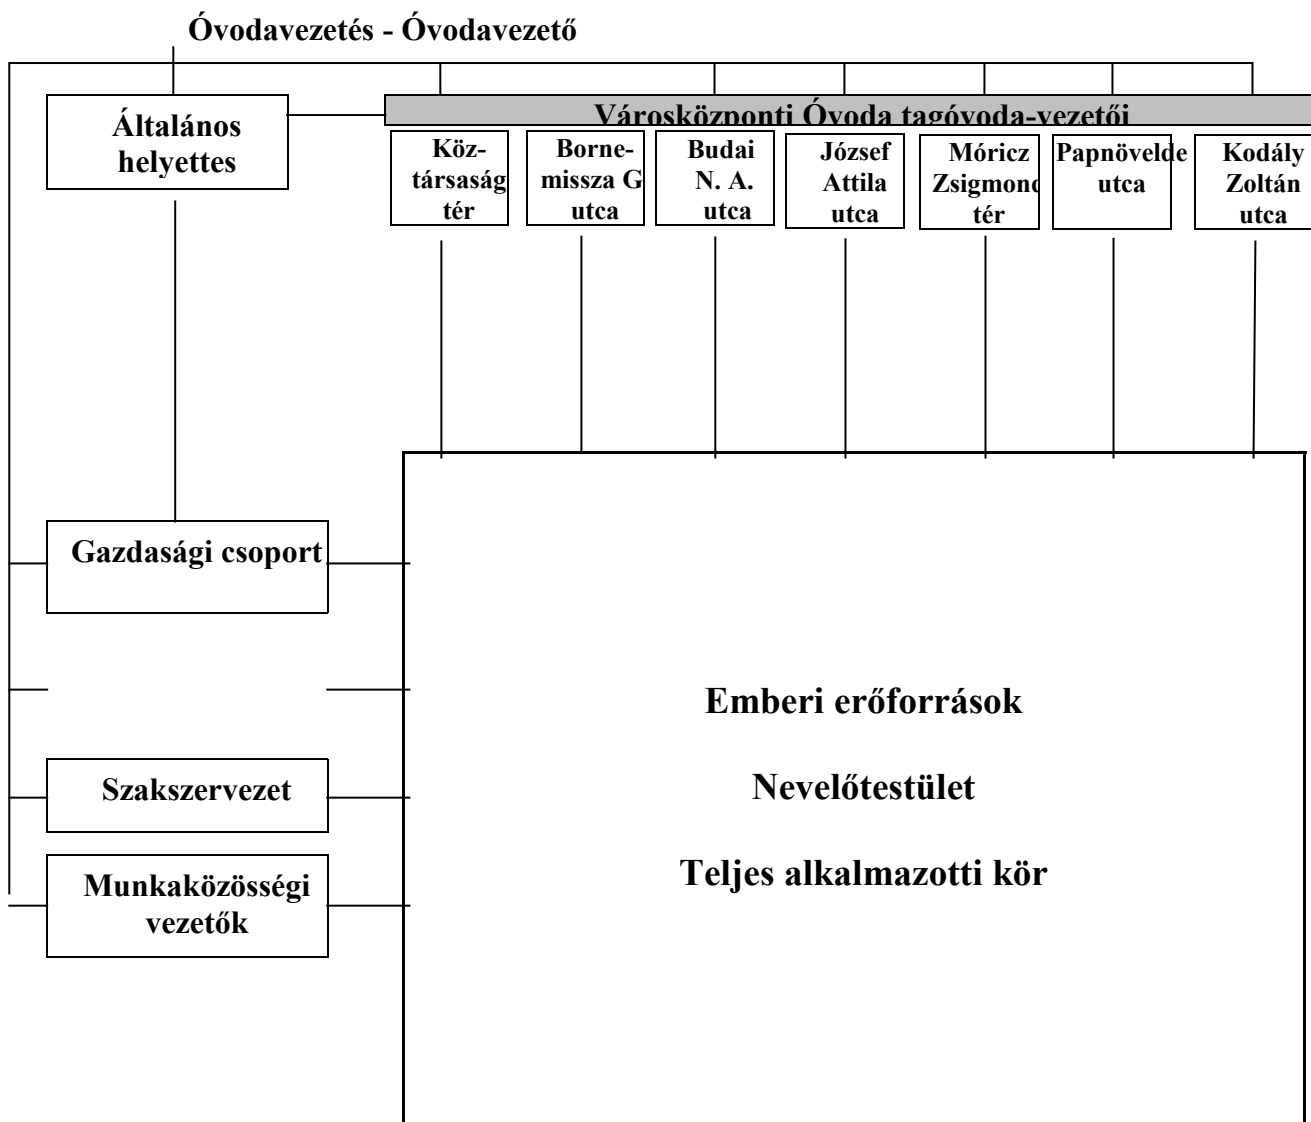 Óvodavezetés - Óvodavezető
Általános
helyettes
Városközponti Óvoda tagóvoda-vezetői
Köz-
társaság
tér
Borne-
missza G
utca
Budai
N. A.
utca
József
Attila
utca
Móricz
Zsigmond
tér
Papnövelde
utca
Kodály
Zoltán
utca
Gazdasági csoport
Emberi erőforrások
Szakszervezet
Nevelőtestület
Teljes alkalmazotti kör
Munkaközösségi
vezetők